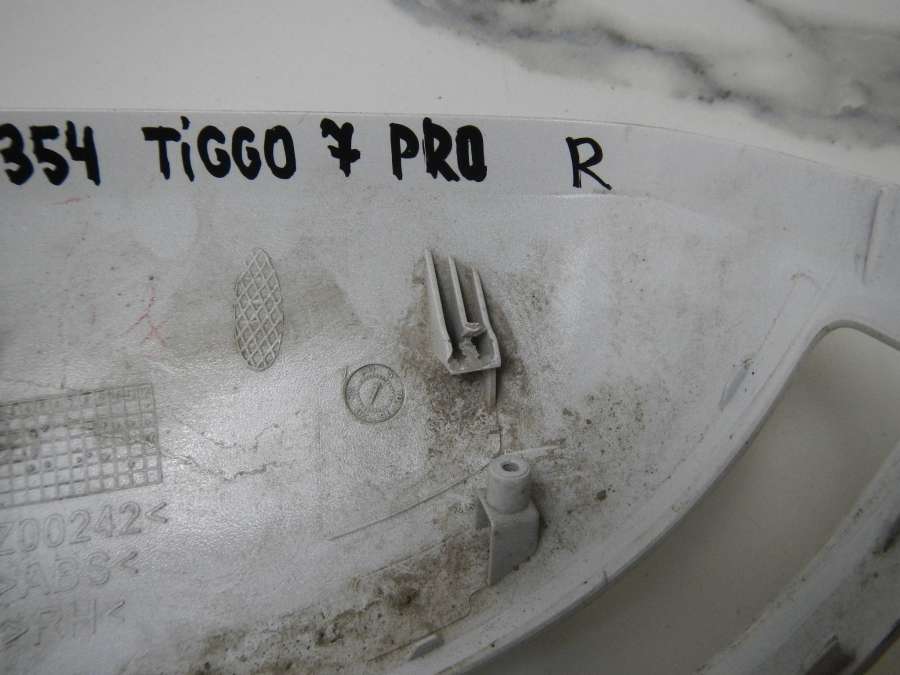 354 TiGGO 7 PRO R
Z00242<
>ABS<
>RH<